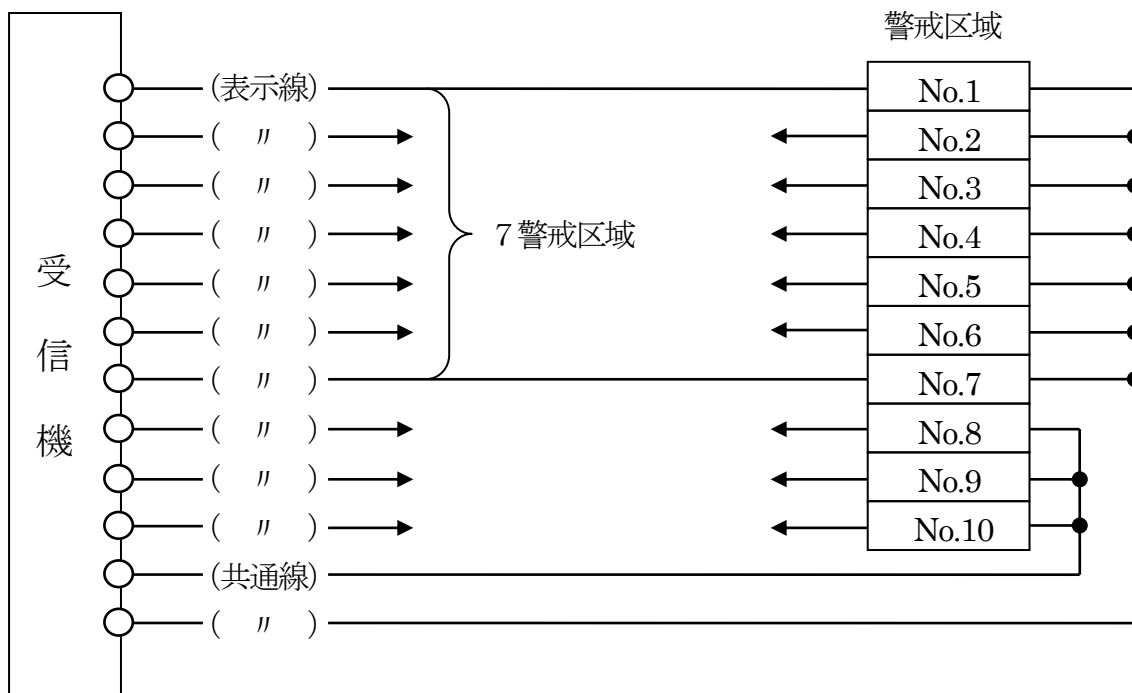 警戒区域
(表示線) No.1
( 〃 ) No.2
( 〃 ) No.3
( 〃 ) 7警戒区域 No.4
( 〃 ) No.5
( 〃 ) No.6
( 〃 ) No.7
( 〃 ) No.8
( 〃 ) No.9
( 〃 ) No.10
(共通線)
( 〃 )
受信機